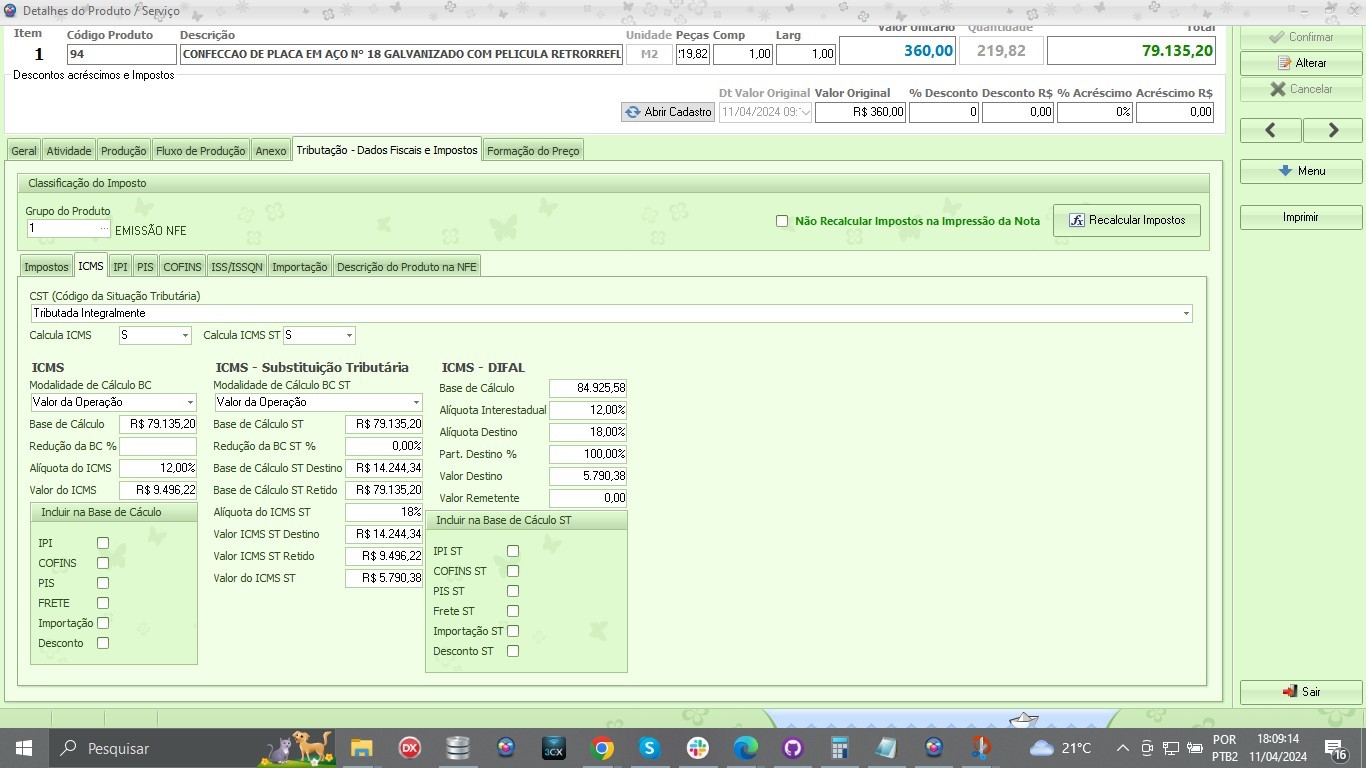 Detalhes do Produto / Serviço
Item Código Produto Descrição Unidade Peças Comp Larg Valor Unitário Quantidade Total
1 94 CONFECCAO DE PLACA EM AÇO N° 18 GALVANIZADO COM PELICULA RETRORREFL M2 '19,82 1,00 1,00 360,00 219,82 79.135,20
Descontos acréscimos e Impostos
Dt Valor Original Valor Original % Desconto Desconto R$ % Acréscimo Acréscimo R$
Abrir Cadastro 11/04/2024 09: R$ 360,00 0 0,00 0% 0,00
Geral Atividade Produção Fluxo de Produção Anexo Tributação - Dados Fiscais e Impostos Formação do Preço
Classificação do Imposto
Grupo do Produto
1 ... EMISSÃO NFE
Não Recalcular Impostos na Impressão da Nota Recalcular Impostos
Impostos ICMS IPI PIS COFINS ISS/ISSQN Importação Descrição do Produto na NFE
CST (Código da Situação Tributária)
Tributada Integralmente
Calcula ICMS S Calcula ICMS ST S
ICMS
Modalidade de Cálculo BC
Valor da Operação
Base de Cálculo R$ 79.135,20
Redução da BC %
Alíquota do ICMS 12,00%
Valor do ICMS R$ 9.496,22
Incluir na Base de Cáculo
IPI
COFINS
PIS
FRETE
Importação
Desconto
ICMS - Substituição Tributária
Modalidade de Cálculo BC ST
Valor da Operação
Base de Cálculo ST R$ 79.135,20
Redução da BC ST % 0,00%
Base de Cálculo ST Destino R$ 14.244,34
Base de Cálculo ST Retido R$ 79.135,20
Alíquota do ICMS ST 18%
Valor ICMS ST Destino R$ 14.244,34
Valor ICMS ST Retido R$ 9.496,22
Valor do ICMS ST R$ 5.790,38
ICMS - DIFAL
Base de Cálculo 84.925,58
Alíquota Interestadual 12,00%
Alíquota Destino 18,00%
Part. Destino % 100,00%
Valor Destino 5.790,38
Valor Remetente 0,00
Incluir na Base de Cáculo ST
IPI ST
COFINS ST
PIS ST
Frete ST
Importação ST
Desconto ST
Confirmar
Alterar
Cancelar
Menu
Imprimir
Sair
Pesquisar
DX
3CX
S
21°C
POR
PTB2
18:09:14
11/04/2024
16